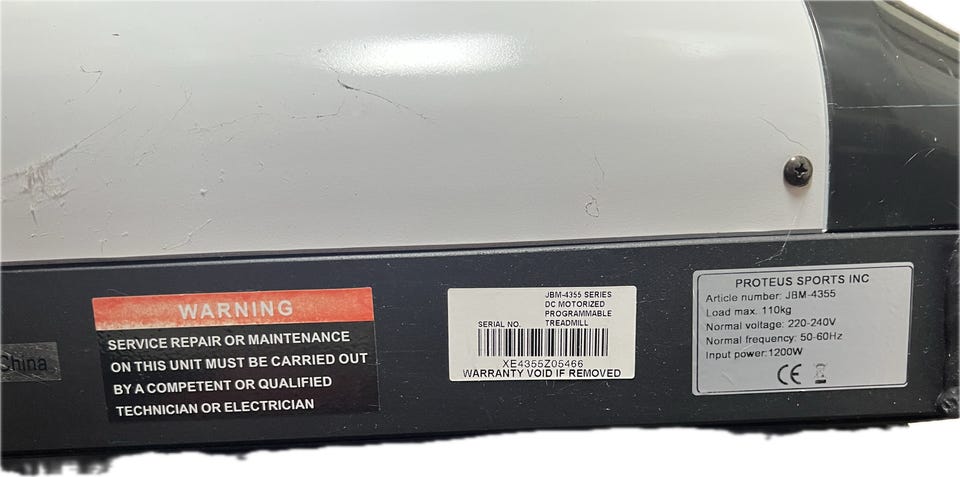 China
WARNING
SERVICE REPAIR OR MAINTENANCE
ON THIS UNIT MUST BE CARRIED OUT
BY A COMPETENT OR QUALIFIED
TECHNICIAN OR ELECTRICIAN
JBM-4355 SERIES
DC MOTORIZED
PROGRAMMABLE
TREADMILL
SERIAL NO.
XE4355Z05466
WARRANTY VOID IF REMOVED
PROTEUS SPORTS INC
Article number: JBM-4355
Load max. 110kg
Normal voltage: 220-240V
Normal frequency: 50-60Hz
Input power: 1200W
CE